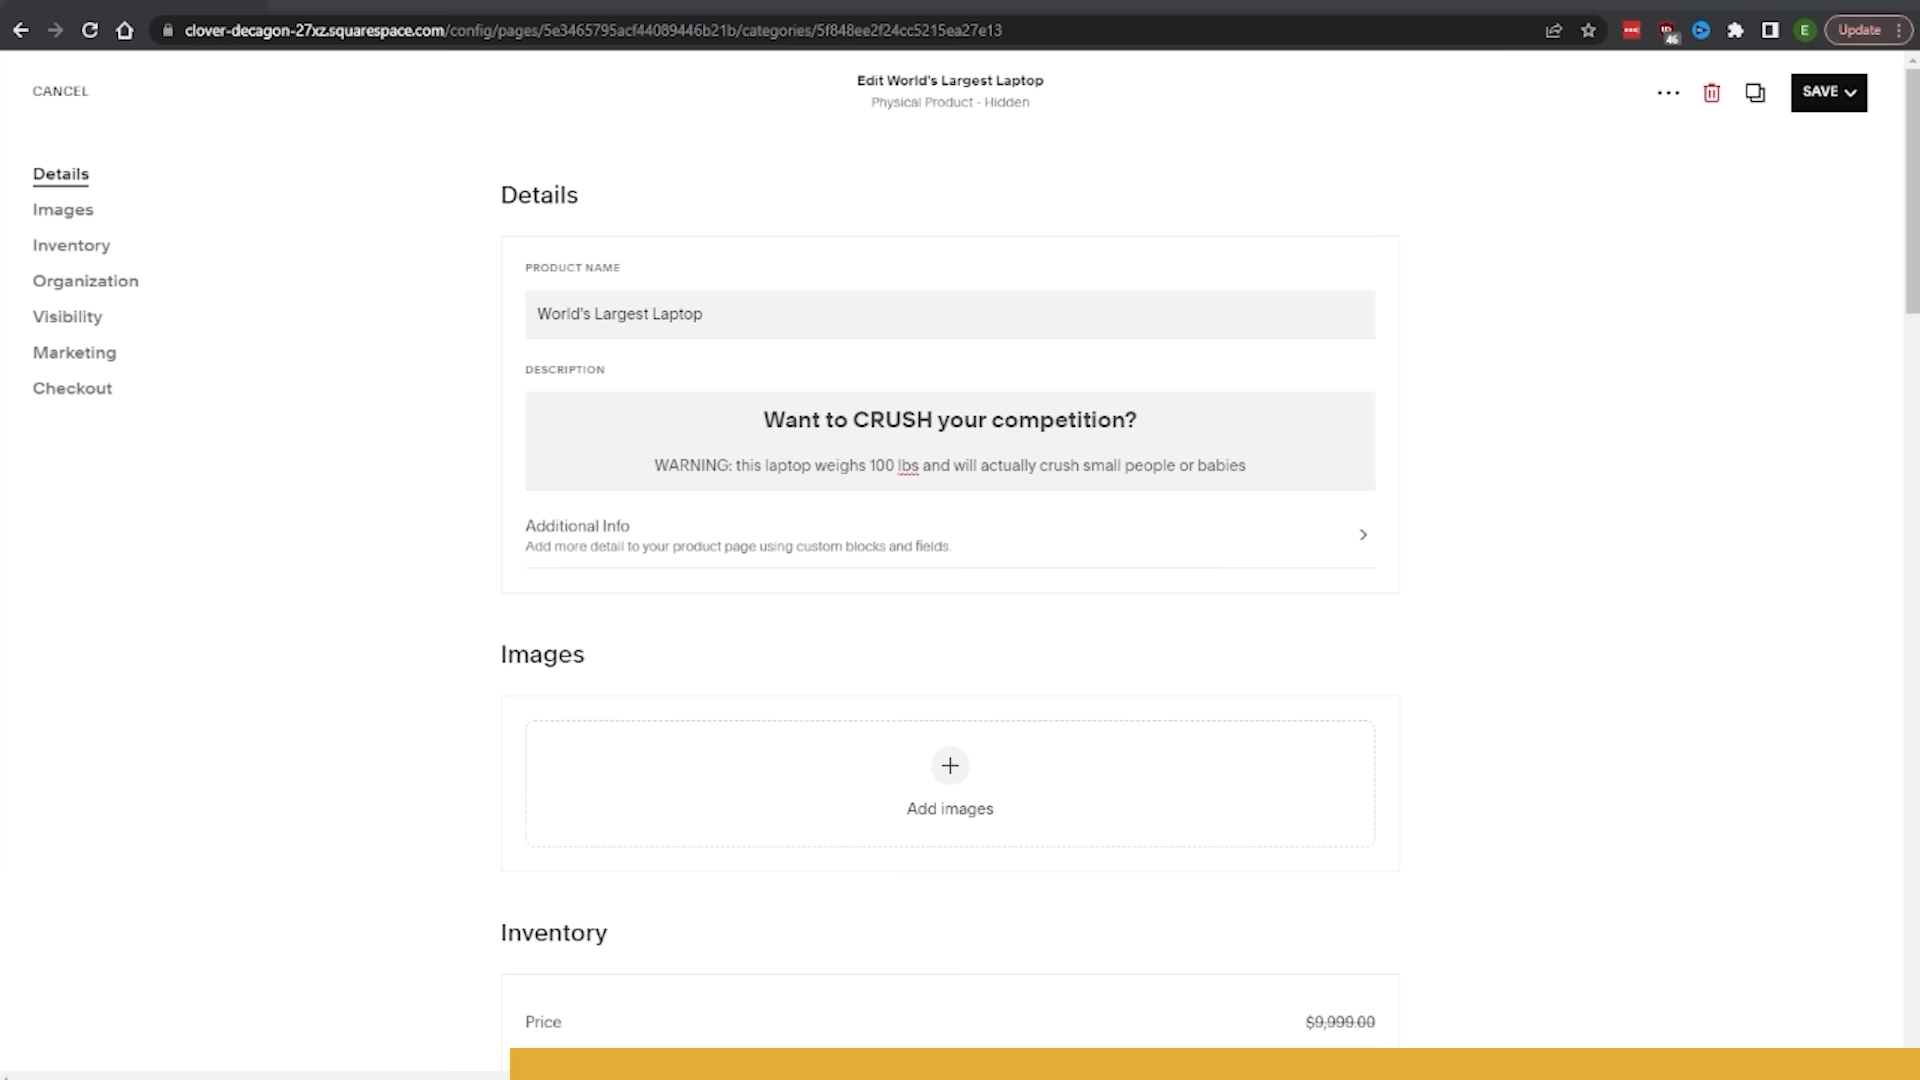 clover-decagon-27xz.squarespace.com/config/pages/5e3465795acf44089446b21b/categories/5f848ee2f24cc5215ea27e13
46
E
Update
CANCEL
Edit World's Largest Laptop
Physical Product - Hidden
SAVE
Details
Images
Inventory
Organization
Visibility
Marketing
Checkout
Details
PRODUCT NAME
World's Largest Laptop
DESCRIPTION
Want to CRUSH your competition?
WARNING: this laptop weighs 100 lbs and will actually crush small people or babies
Additional Info
Add more detail to your product page using custom blocks and fields.
Images
Add images
Inventory
Price
$9,999.00